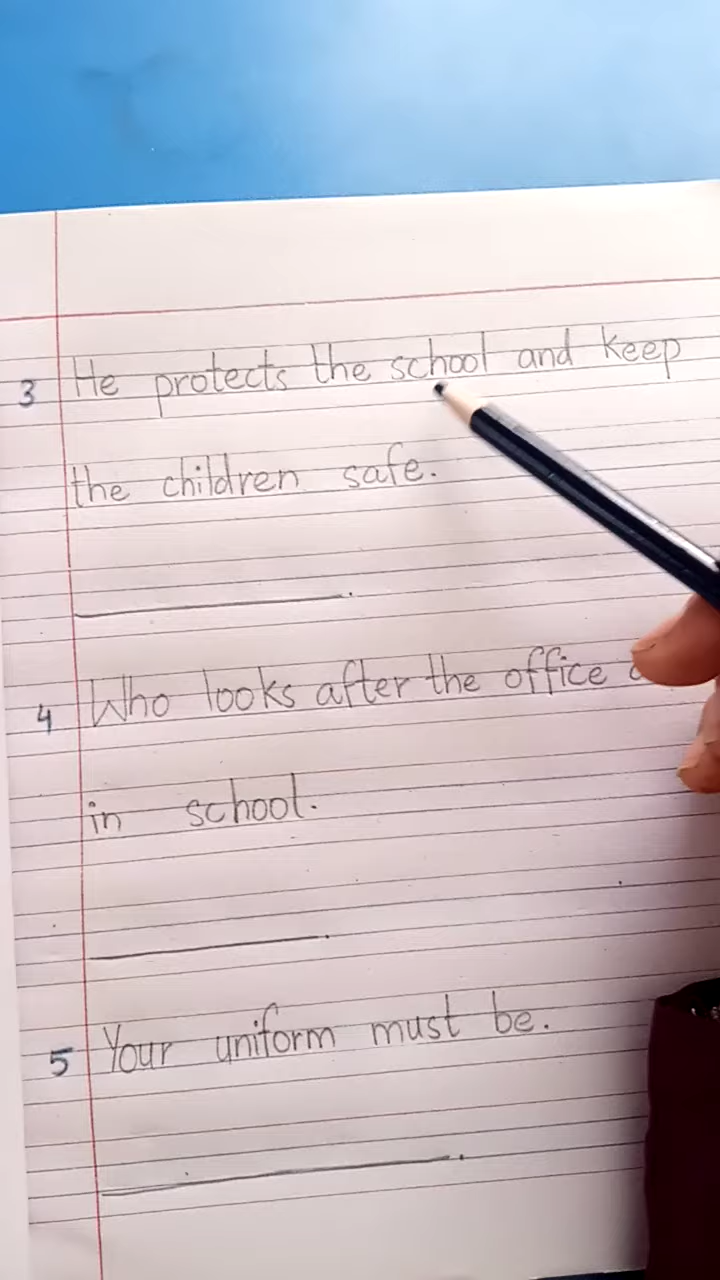 3 He protects the school and keep
the children safe.
4 Who looks after the office
in school.
5 Your uniform must be.